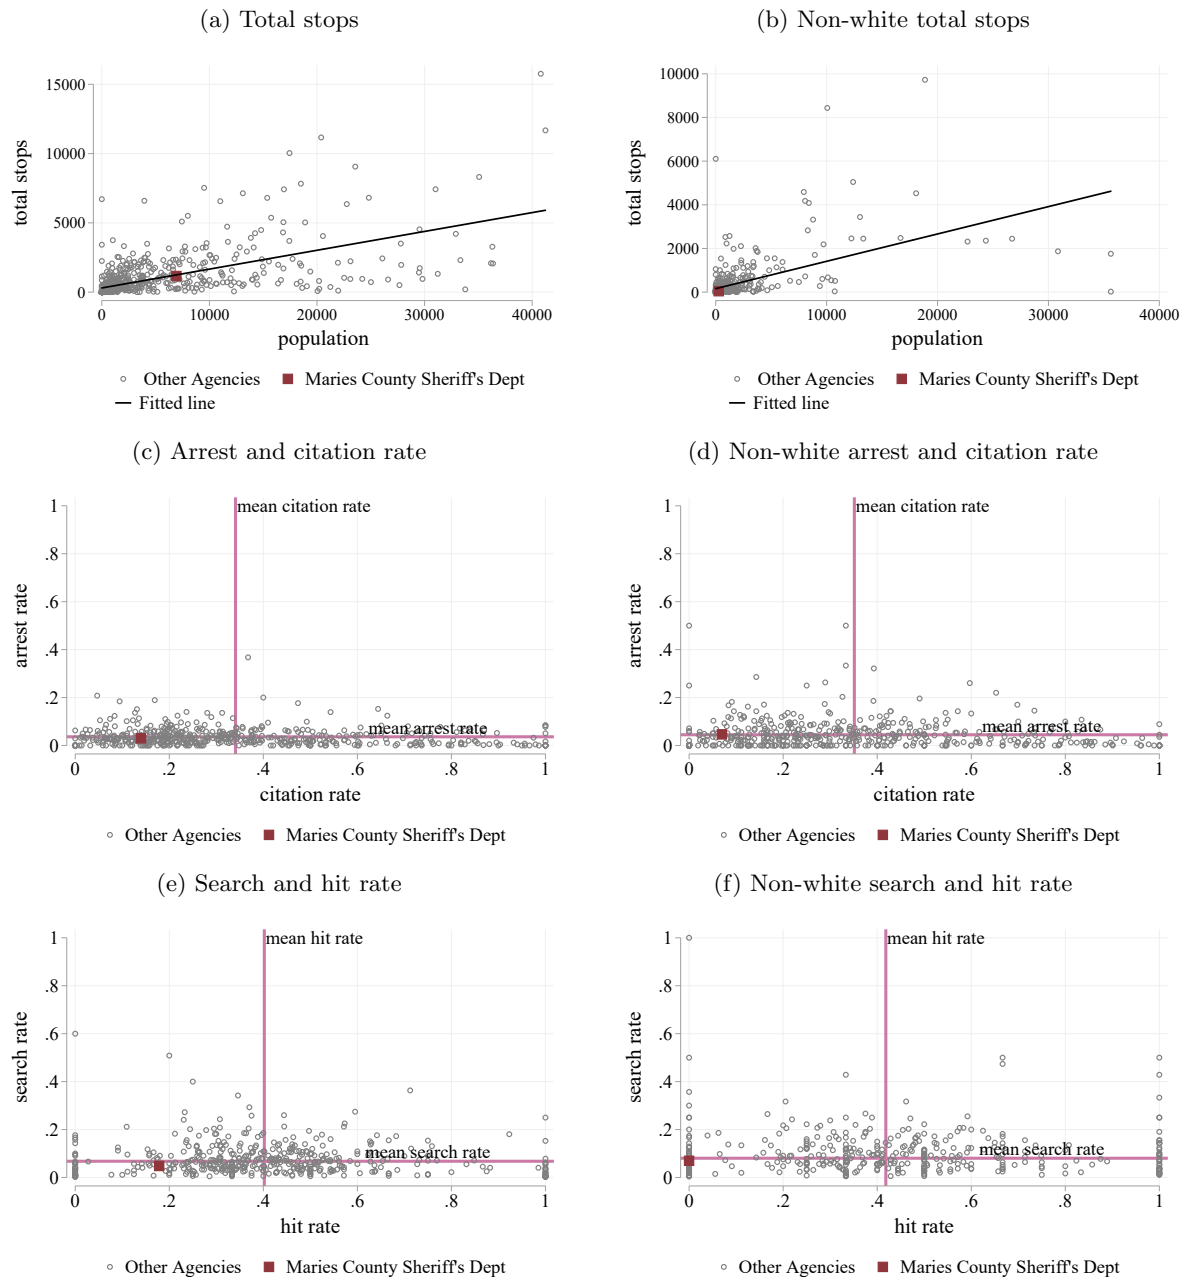 (a) Total stops
(b) Non-white total stops
15000
10000
5000
0
total stops
0 10000 20000 30000 40000
population
Other Agencies Maries County Sheriff's Dept
Fitted line
10000
8000
6000
4000
2000
0
total stops
0 10000 20000 30000 40000
population
Other Agencies Maries County Sheriff's Dept
Fitted line
(c) Arrest and citation rate
(d) Non-white arrest and citation rate
1
.8
.6
.4
.2
0
arrest rate
mean citation rate
mean arrest rate
0 .2 .4 .6 .8 1
citation rate
Other Agencies Maries County Sheriff's Dept
1
.8
.6
.4
.2
0
arrest rate
mean citation rate
mean arrest rate
0 .2 .4 .6 .8 1
citation rate
Other Agencies Maries County Sheriff's Dept
(e) Search and hit rate
(f) Non-white search and hit rate
1
.8
.6
.4
.2
0
search rate
mean hit rate
mean search rate
0 .2 .4 .6 .8 1
hit rate
Other Agencies Maries County Sheriff's Dept
1
.8
.6
.4
.2
0
search rate
mean hit rate
mean search rate
0 .2 .4 .6 .8 1
hit rate
Other Agencies Maries County Sheriff's Dept